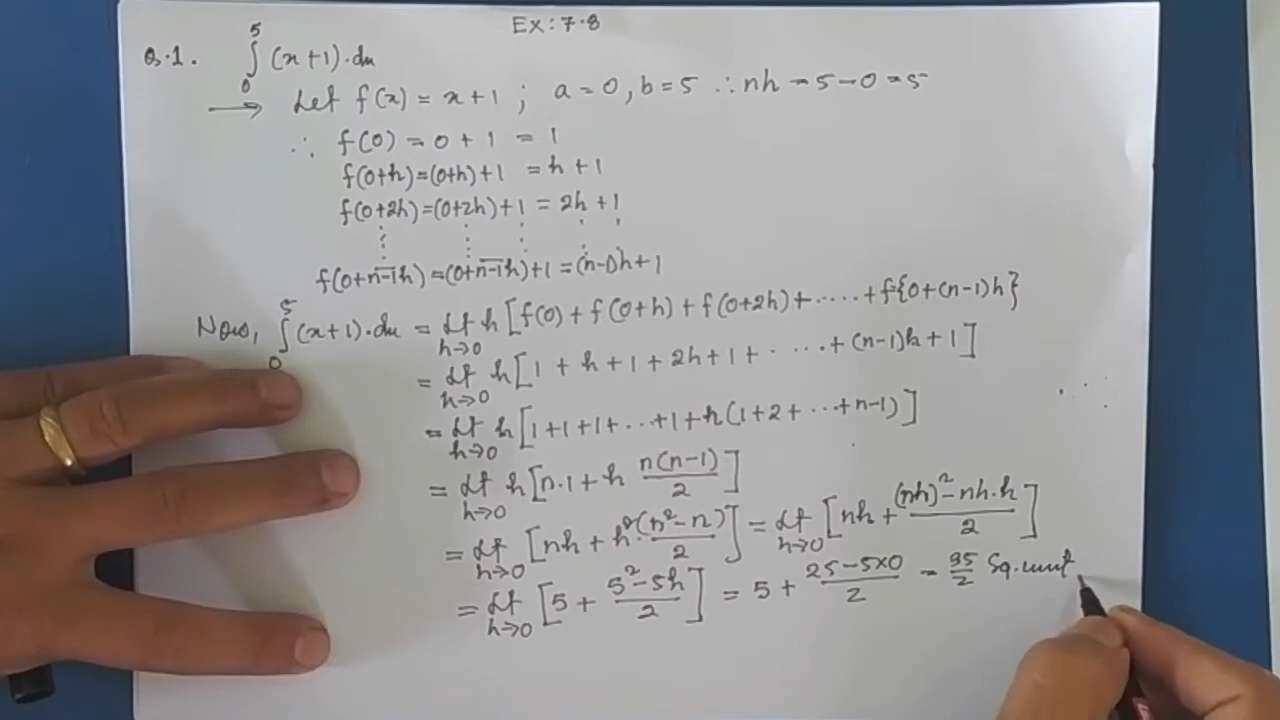 Ex: 7.8
Q.1. ∫₀⁵ (x+1).dx
→ Let f(x) = x+1 ; a=0, b=5 ∴ nh = 5-0 = 5
∴ f(0) = 0+1 = 1
f(0+h)=(0+h)+1 = h+1
f(0+2h)=(0+2h)+1 = 2h+1
⋮ ⋮ ⋮ ⋮ ⋮
f(0+n-1h)=(0+n-1h)+1=(n-1)h+1
Now, ∫₀⁵ (x+1).dx = Lt h→0 h[f(0)+f(0+h)+f(0+2h)+.....+f{0+(n-1)h}
= Lt h→0 h[1+h+1+2h+1+....+(n-1)h+1]
= Lt h→0 h[1+1+1+...+1+h(1+2+...+n-1)]
= Lt h→0 h[n.1+h n(n-1)/2]
= Lt h→0 [nh+h².(n²-n)/2] = Lt h→0 [nh+((nh)²-nh.h)/2]
= Lt h→0 [5+(5²-5h)/2] = 5+(25-5×0)/2 = 35/2 Sq.unit